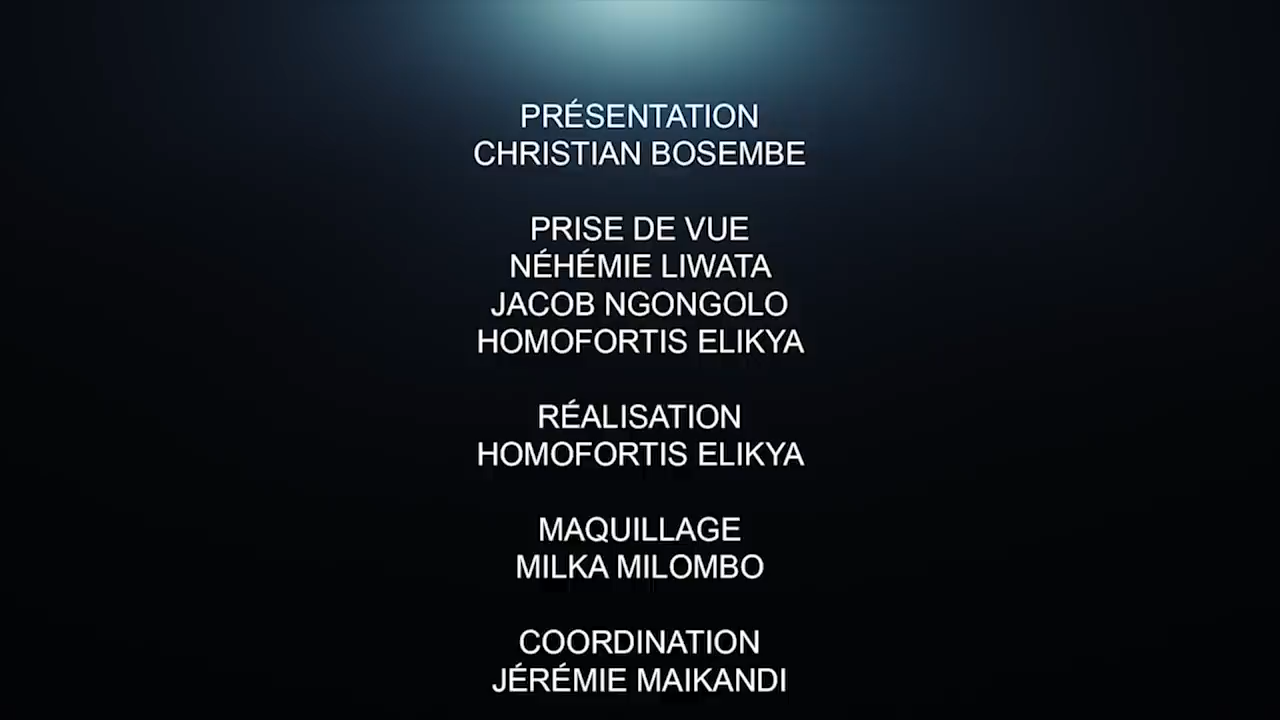 PRÉSENTATION
CHRISTIAN BOSEMBE
PRISE DE VUE
NÉHÉMIE LIWATA
JACOB NGONGOLO
HOMOFORTIS ELIKYA
RÉALISATION
HOMOFORTIS ELIKYA
MAQUILLAGE
MILKA MILOMBO
COORDINATION
JÉRÉMIE MAIKANDI